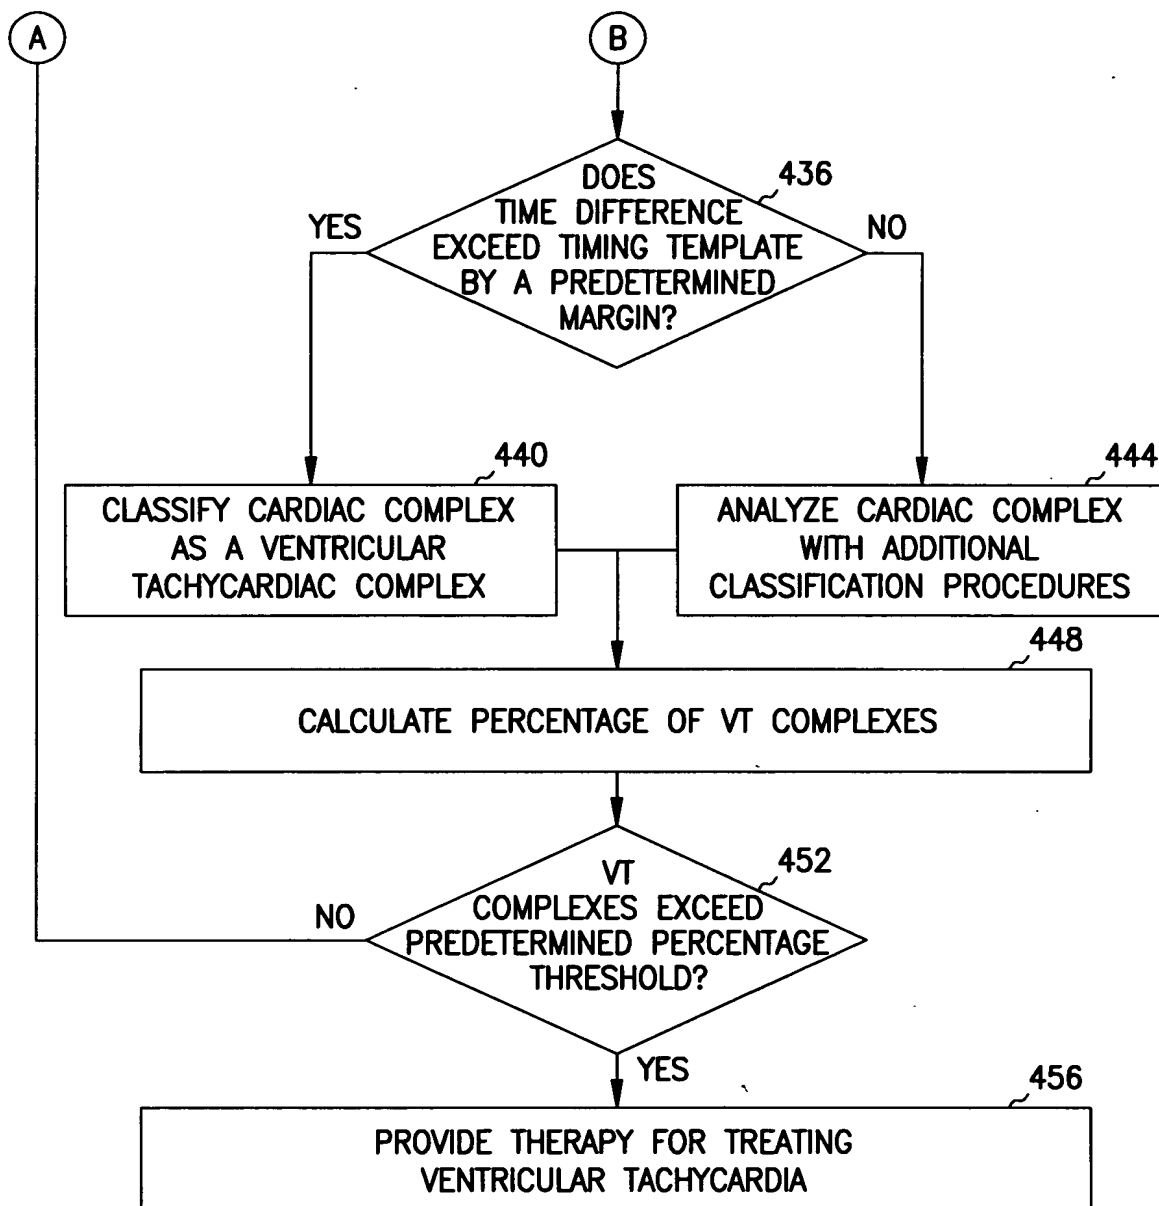 A
B
DOES
TIME DIFFERENCE
EXCEED TIMING TEMPLATE
BY A PREDETERMINED
MARGIN?
436
YES
NO
440
CLASSIFY CARDIAC COMPLEX
AS A VENTRICULAR
TACHYCARDIAC COMPLEX
444
ANALYZE CARDIAC COMPLEX
WITH ADDITIONAL
CLASSIFICATION PROCEDURES
448
CALCULATE PERCENTAGE OF VT COMPLEXES
452
VT
COMPLEXES EXCEED
PREDETERMINED PERCENTAGE
THRESHOLD?
NO
YES
456
PROVIDE THERAPY FOR TREATING
VENTRICULAR TACHYCARDIA